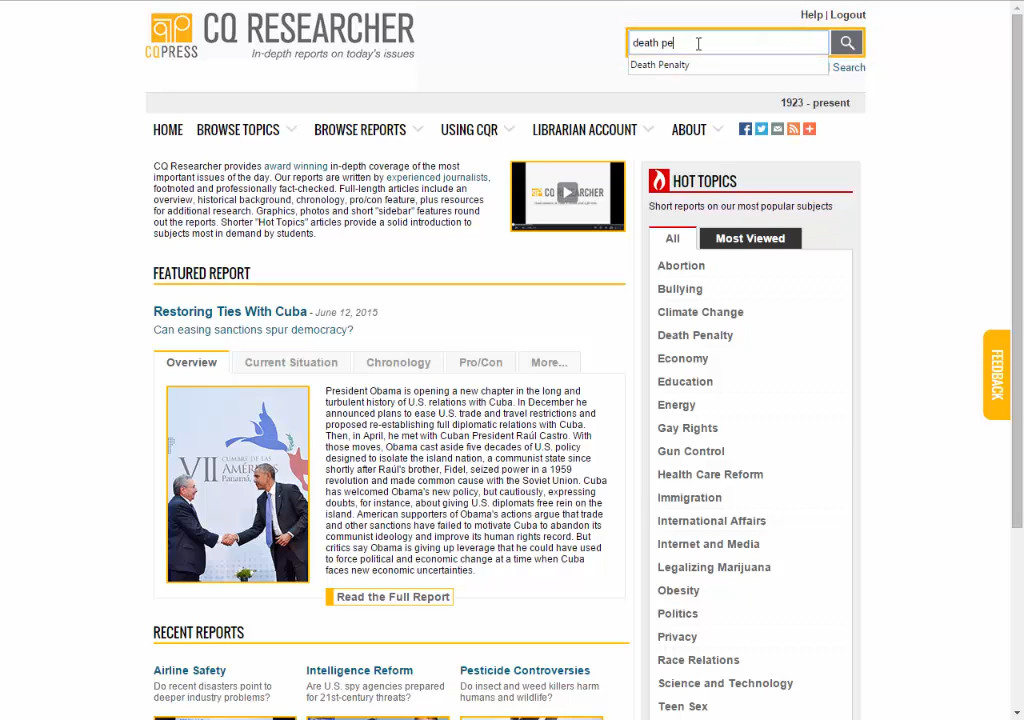 Help | Logout
CQ RESEARCHER
CQPRESS
In-depth reports on today's issues
death pe
Death Penalty
| Search
1923 - present
HOME BROWSE TOPICS BROWSE REPORTS USING CQR LIBRARIAN ACCOUNT ABOUT
CQ Researcher provides award winning in-depth coverage of the most
important issues of the day. Our reports are written by experienced journalists,
footnoted and professionally fact-checked. Full-length articles include an
overview, historical background, chronology, pro/con feature, plus resources
for additional research. Graphics, photos and short "sidebar" features round
out the reports. Shorter "Hot Topics" articles provide a solid introduction to
subjects most in demand by students.
FEATURED REPORT
Restoring Ties With Cuba - June 12, 2015
Can easing sanctions spur democracy?
Overview Current Situation Chronology Pro/Con More...
VII CUMBRE DE LAS
AMÉRICAS
President Obama is opening a new chapter in the long and
turbulent history of U.S. relations with Cuba. In December he
announced plans to ease U.S. trade and travel restrictions and
proposed re-establishing full diplomatic relations with Cuba.
Then, in April, he met with Cuban President Raúl Castro. With
those moves, Obama cast aside five decades of U.S. policy
designed to isolate the island nation, a communist state since
shortly after Raúl's brother, Fidel, seized power in a 1959
revolution and made common cause with the Soviet Union. Cuba
has welcomed Obama's new policy, but cautiously, expressing
doubts, for instance, about giving U.S. diplomats free rein on the
island. American supporters of Obama's actions argue that trade
and other sanctions have failed to motivate Cuba to abandon its
communist ideology and improve its human rights record. But
critics say Obama is giving up leverage that he could have used
to force political and economic change at a time when Cuba
faces new economic uncertainties.
Read the Full Report
RECENT REPORTS
Airline Safety
Do recent disasters point to
deeper industry problems?
Intelligence Reform
Are U.S. spy agencies prepared
for 21st-century threats?
Pesticide Controversies
Do insect and weed killers harm
humans and wildlife?
HOT TOPICS
Short reports on our most popular subjects
All Most Viewed
Abortion
Bullying
Climate Change
Death Penalty
Economy
Education
Energy
Gay Rights
Gun Control
Health Care Reform
Immigration
International Affairs
Internet and Media
Legalizing Marijuana
Obesity
Politics
Privacy
Race Relations
Science and Technology
Teen Sex
FEEDBACK